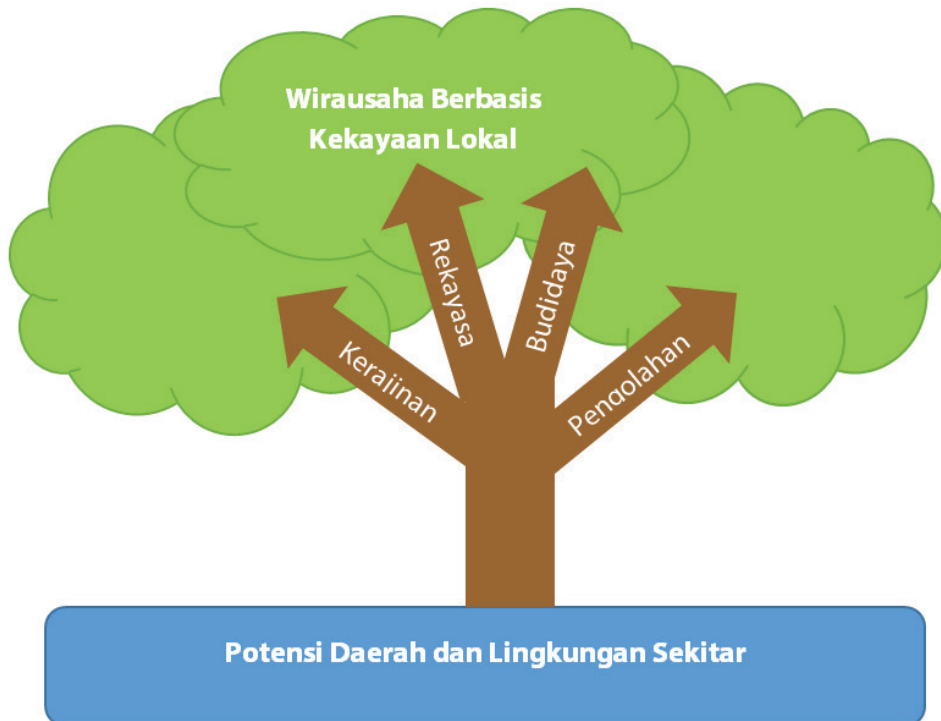 Wirausaha Berbasis
Kekayaan Lokal
Kerajinan
Rekayasa
Budidaya
Pengolahan
Potensi Daerah dan Lingkungan Sekitar